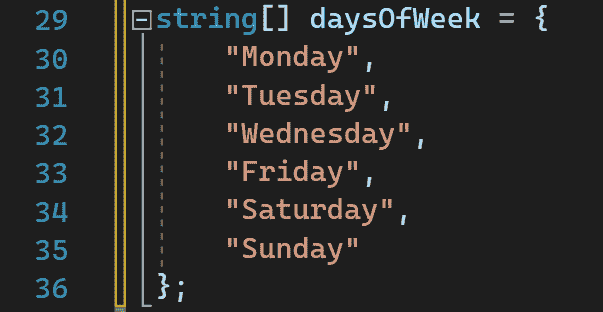 29 string[] daysOfWeek = {
30     "Monday",
31     "Tuesday",
32     "Wednesday",
33     "Friday",
34     "Saturday",
35     "Sunday"
36 };